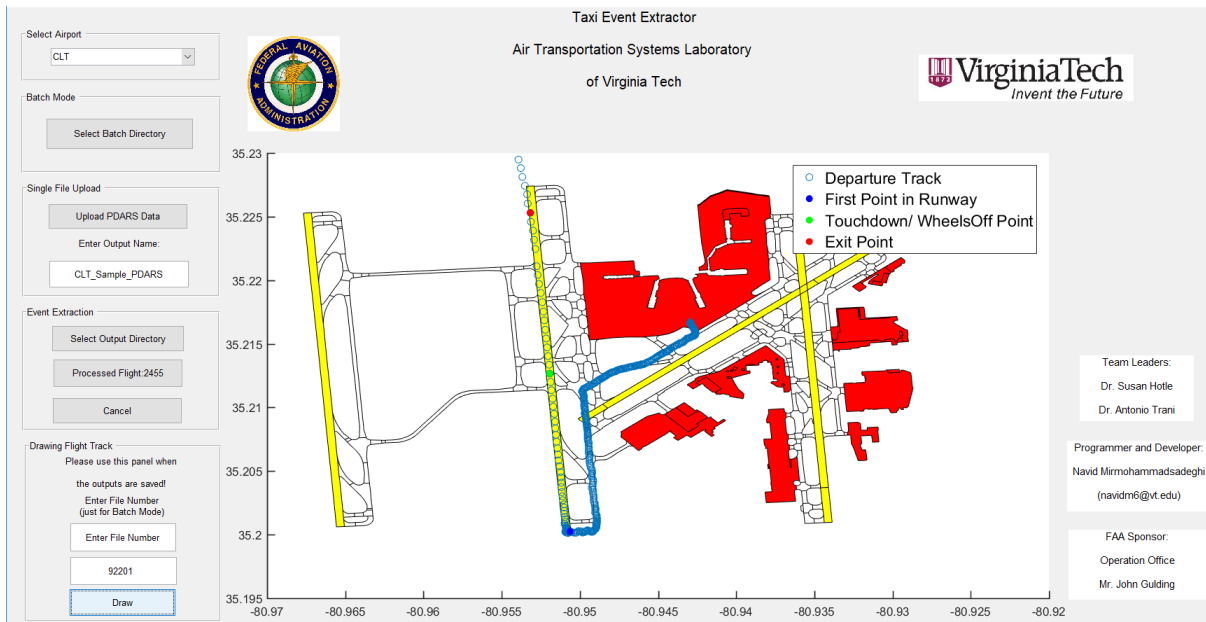 Taxi Event Extractor
Air Transportation Systems Laboratory
of Virginia Tech
FEDERAL AVIATION
ADMINISTRATION
1872
VirginiaTech
Invent the Future
Select Airport
CLT
Batch Mode
Select Batch Directory
Single File Upload
Upload PDARS Data
Enter Output Name:
CLT_Sample_PDARS
Event Extraction
Select Output Directory
Processed Flight:2455
Cancel
Drawing Flight Track
Please use this panel when
the outputs are saved!
Enter File Number
(just for Batch Mode)
Enter File Number
92201
Draw
35.23
35.225
35.22
35.215
35.21
35.205
35.2
35.195
-80.97
-80.965
-80.96
-80.955
-80.95
-80.945
-80.94
-80.935
-80.93
-80.925
-80.92
Departure Track
First Point in Runway
Touchdown/ WheelsOff Point
Exit Point
Team Leaders:
Dr. Susan Hotle
Dr. Antonio Trani
Programmer and Developer:
Navid Mirmohammadsadeghi
(navidm6@vt.edu)
FAA Sponsor:
Operation Office
Mr. John Gulding